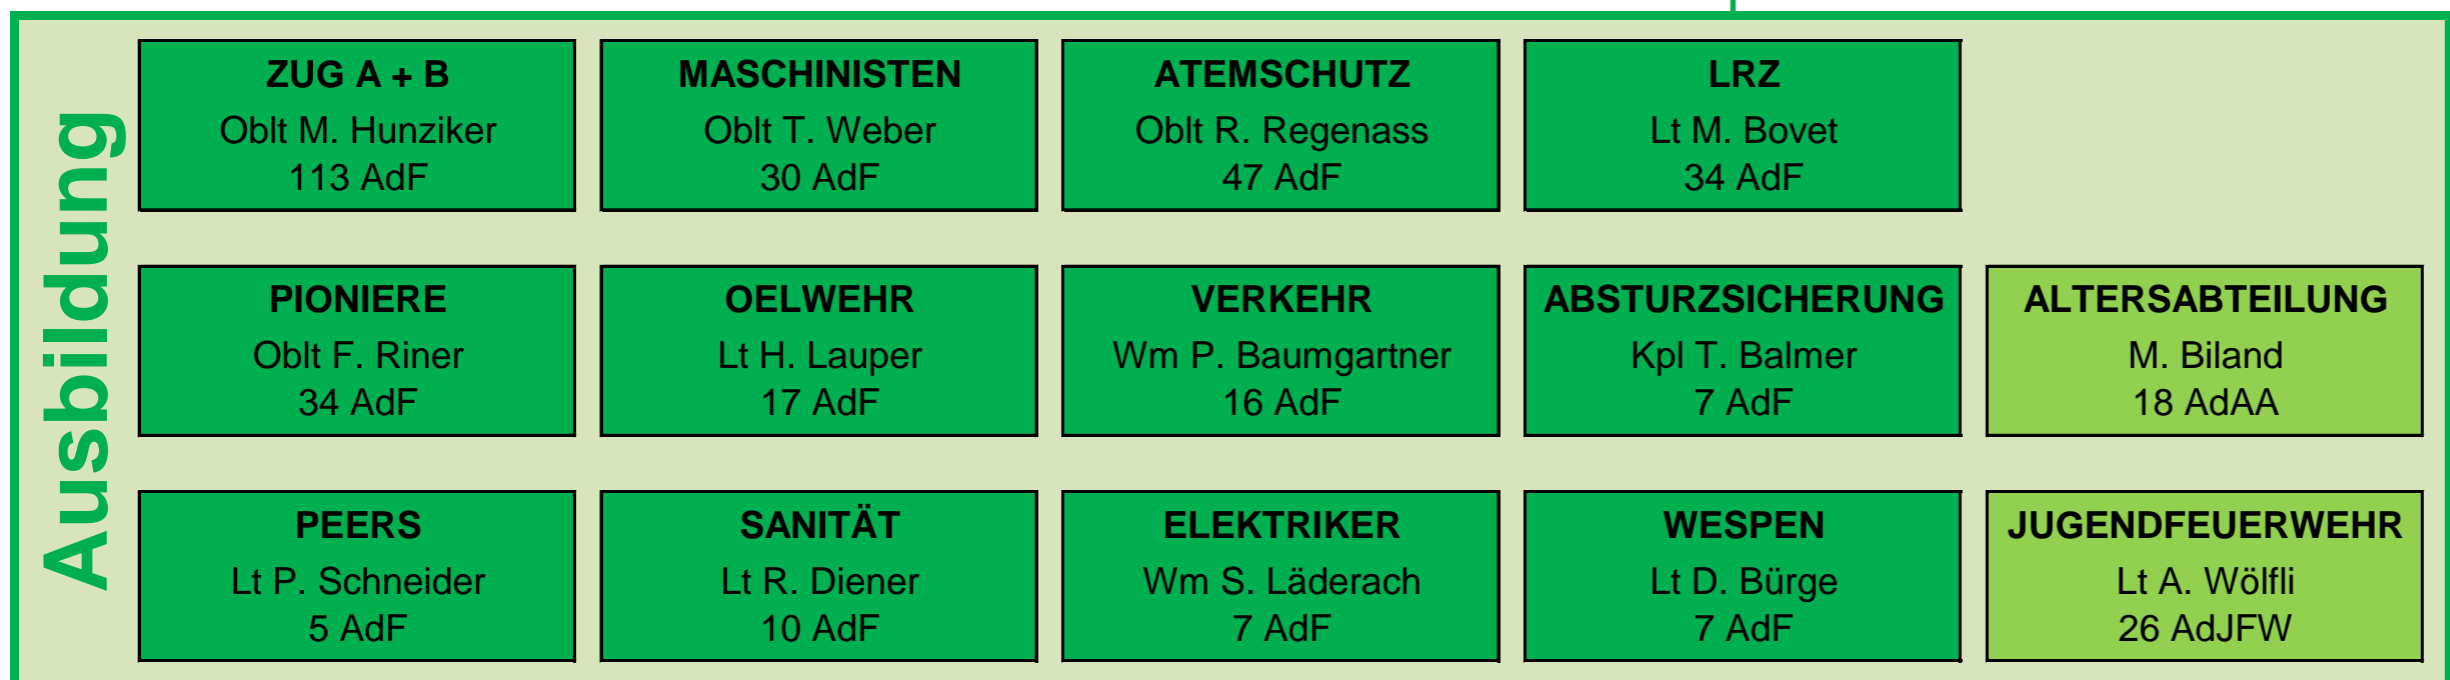 Ausbildung
ZUG A + B
Oblt M. Hunziker
113 AdF
MASCHINISTEN
Oblt T. Weber
30 AdF
ATEMSCHUTZ
Oblt R. Regenass
47 AdF
LRZ
Lt M. Bovet
34 AdF
PIONIERE
Oblt F. Riner
34 AdF
OELWEHR
Lt H. Lauper
17 AdF
VERKEHR
Wm P. Baumgartner
16 AdF
ABSTURZSICHERUNG
Kpl T. Balmer
7 AdF
ALTERSABTEILUNG
M. Biland
18 AdAA
PEERS
Lt P. Schneider
5 AdF
SANITÄT
Lt R. Diener
10 AdF
ELEKTRIKER
Wm S. Läderach
7 AdF
WESPEN
Lt D. Bürge
7 AdF
JUGENDFEUERWEHR
Lt A. Wölfli
26 AdJFW